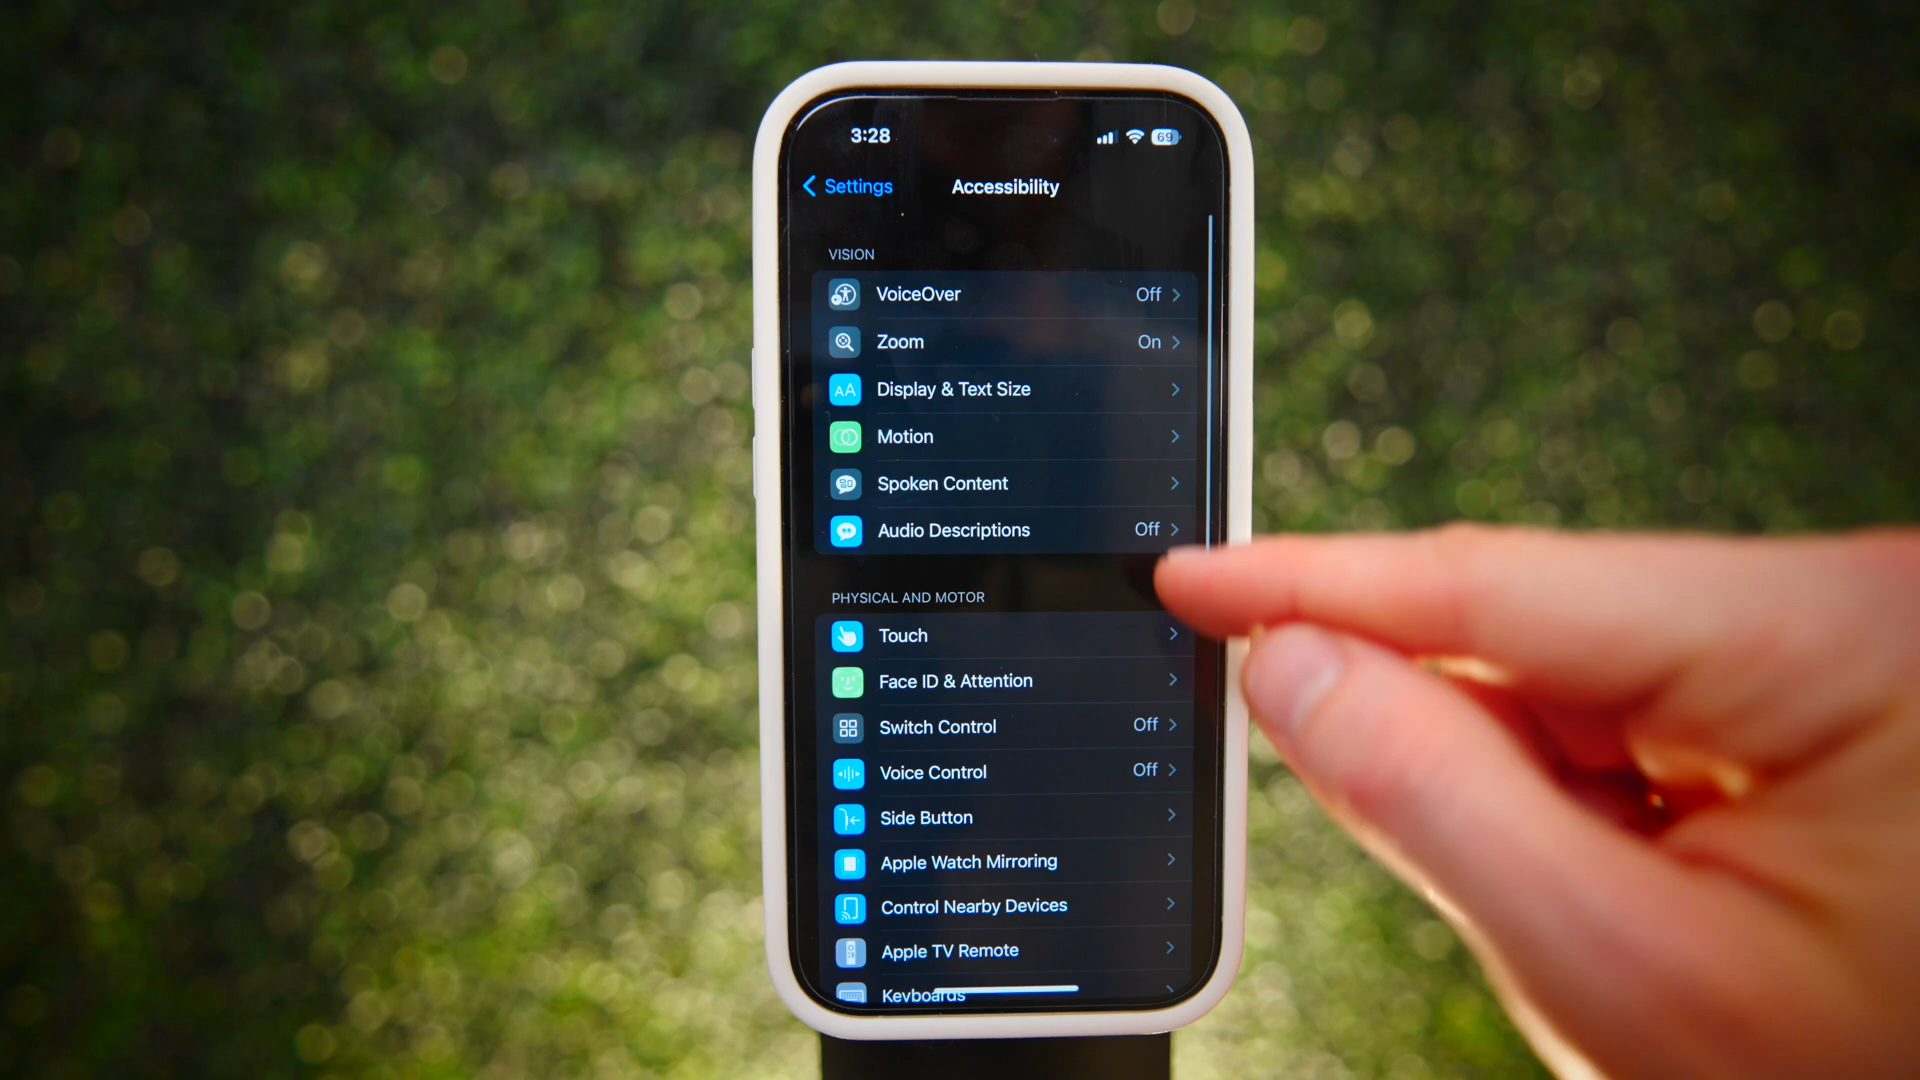 3:28
69
Settings
Accessibility
VISION
VoiceOver Off
Zoom On
AA Display & Text Size
Motion
Spoken Content
Audio Descriptions Off
PHYSICAL AND MOTOR
Touch
Face ID & Attention
Switch Control Off
Voice Control Off
Side Button
Apple Watch Mirroring
Control Nearby Devices
Apple TV Remote
Keyboards